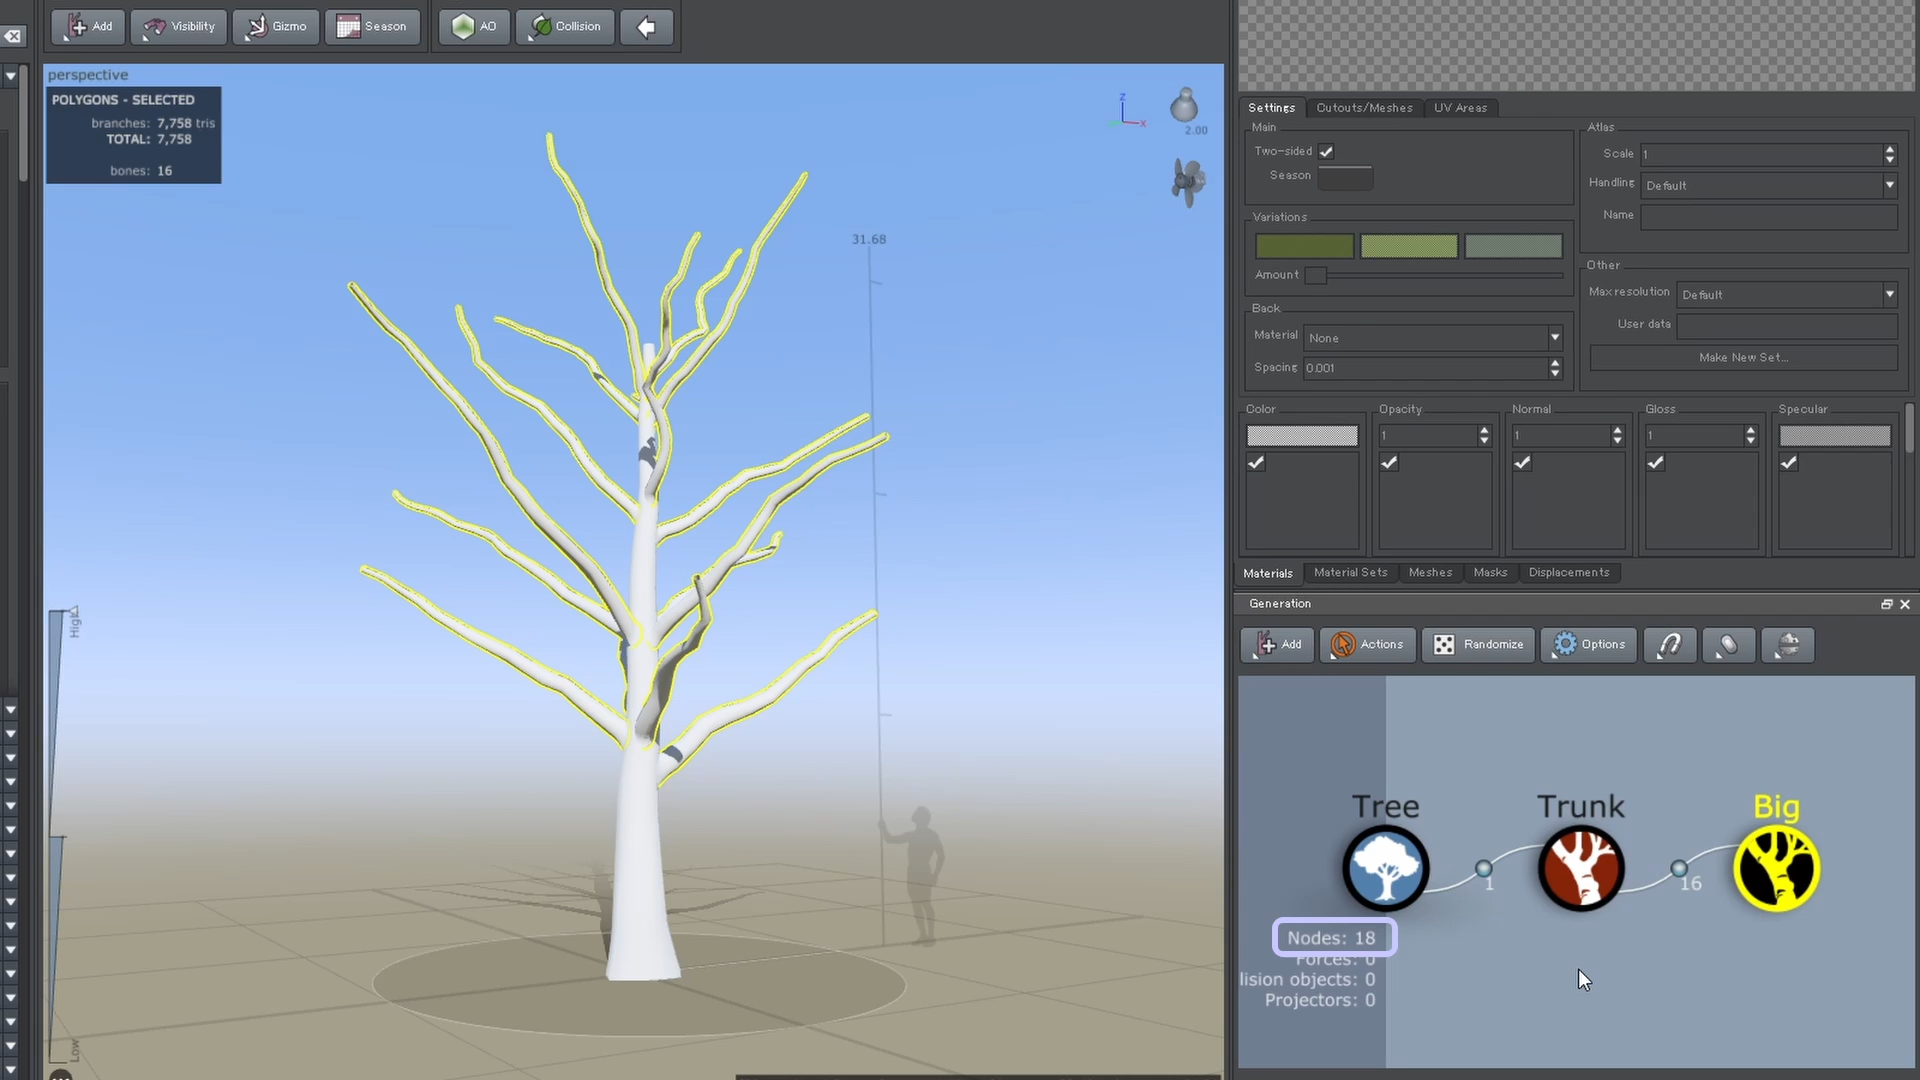 Add Visibility Gizmo Season AO Collision
perspective
POLYGONS - SELECTED
branches: 7,758 tris
TOTAL: 7,758
bones: 16
z
x
2.00
31.68
High
Low
Settings Cutouts/Meshes UV Areas
Main
Two-sided
Season
Variations
Amount
Back
Material None
Spacing 0.001
Atlas
Scale 1
Handling Default
Name
Other
Max resolution Default
User data
Make New Set...
Color Opacity Normal Gloss Specular
1 1 1
Materials Material Sets Meshes Masks Displacements
Generation
Add Actions Randomize Options
Tree Trunk Big
1 16
Nodes: 18
Forces: 0
lision objects: 0
Projectors: 0